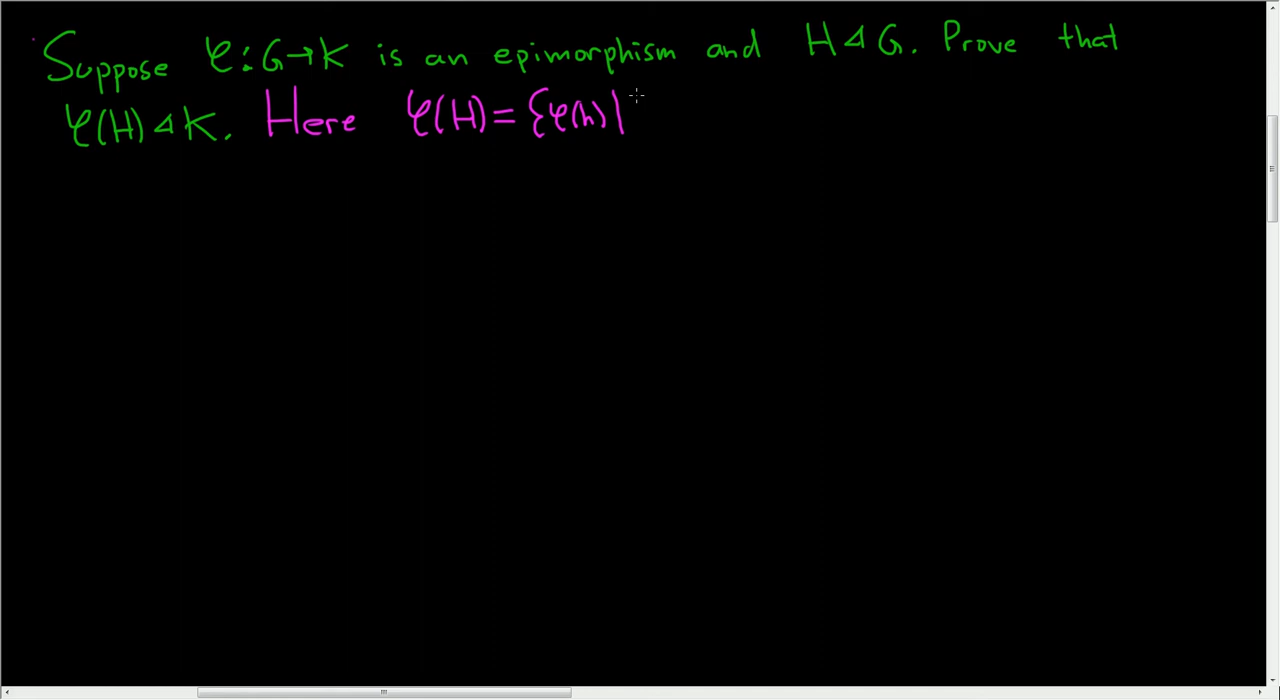 Suppose φ:G→K is an epimorphism and H⊲G. Prove that
φ(H)⊲K. Here φ(H)={φ(h)|